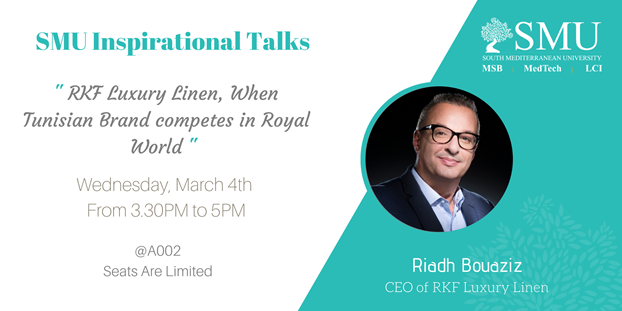 SMU Inspirational Talks
" RKF Luxury Linen, When
Tunisian Brand competes in Royal
World "
Wednesday, March 4th
From 3.30PM to 5PM
@A002
Seats Are Limited
SMU
SOUTH MEDITERRANEAN UNIVERSITY
MSB | MedTech | LCI
Riadh Bouaziz
CEO of RKF Luxury Linen